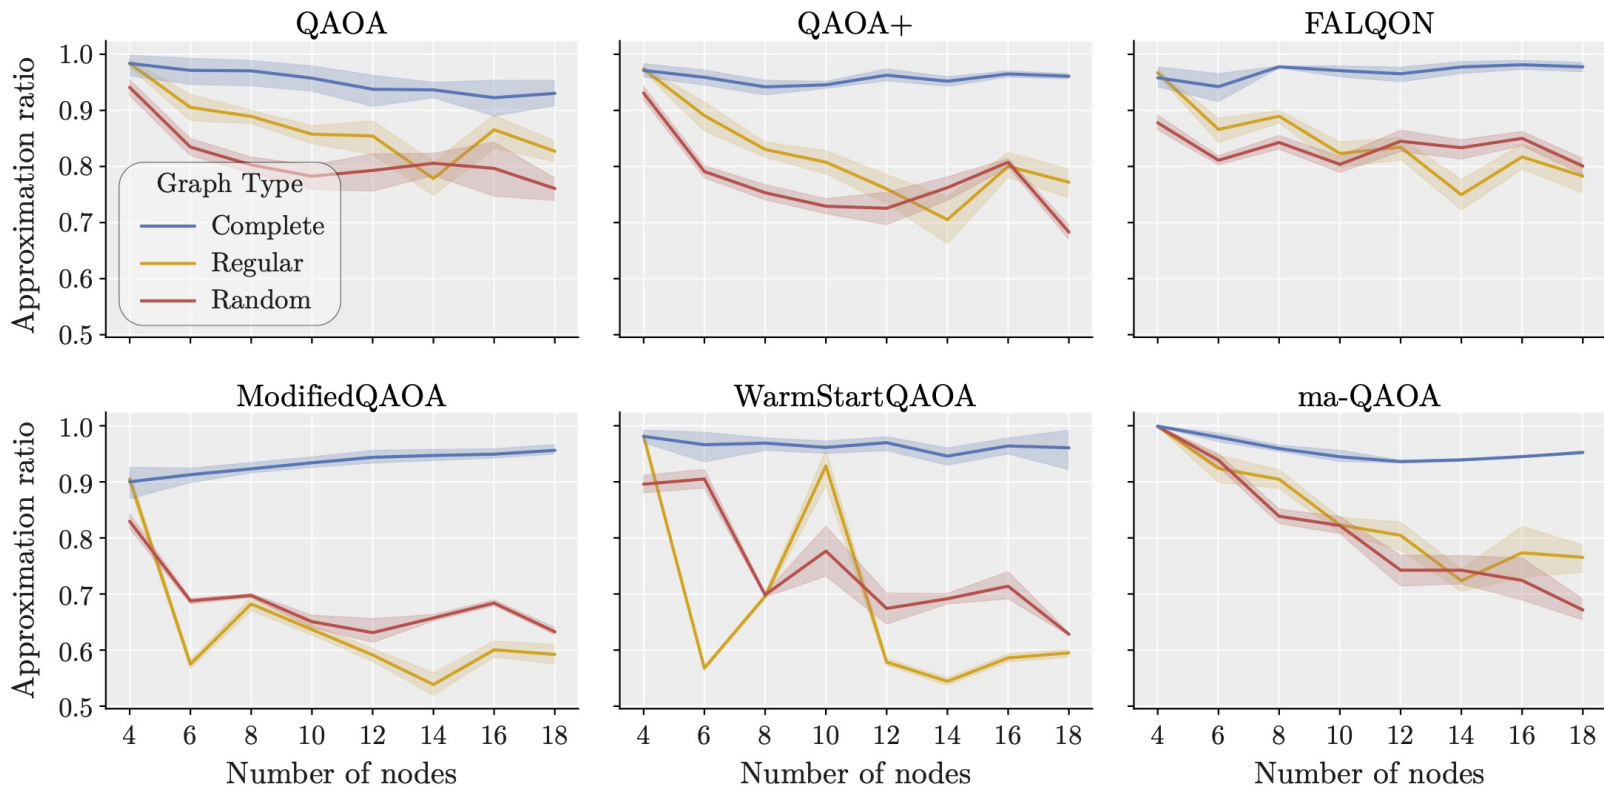 QAOA
QAOA+
FALQON
Approximation ratio
1.0
0.9
0.8
0.7
0.6
0.5
Graph Type
Complete
Regular
Random
ModifiedQAOA
WarmStartQAOA
ma-QAOA
Approximation ratio
1.0
0.9
0.8
0.7
0.6
0.5
4 6 8 10 12 14 16 18
4 6 8 10 12 14 16 18
4 6 8 10 12 14 16 18
Number of nodes
Number of nodes
Number of nodes